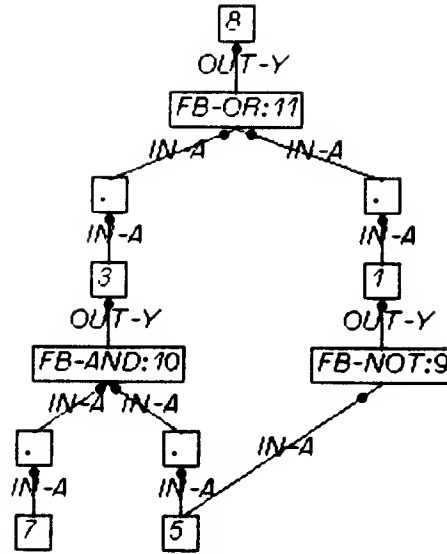 8
OUT-Y
FB-OR:11
IN-A IN-A
. .
IN-A IN-A
3 1
OUT-Y OUT-Y
FB-AND:10 FB-NOT:9
IN-A IN-A
. . IN-A
IN-A IN-A
7 5